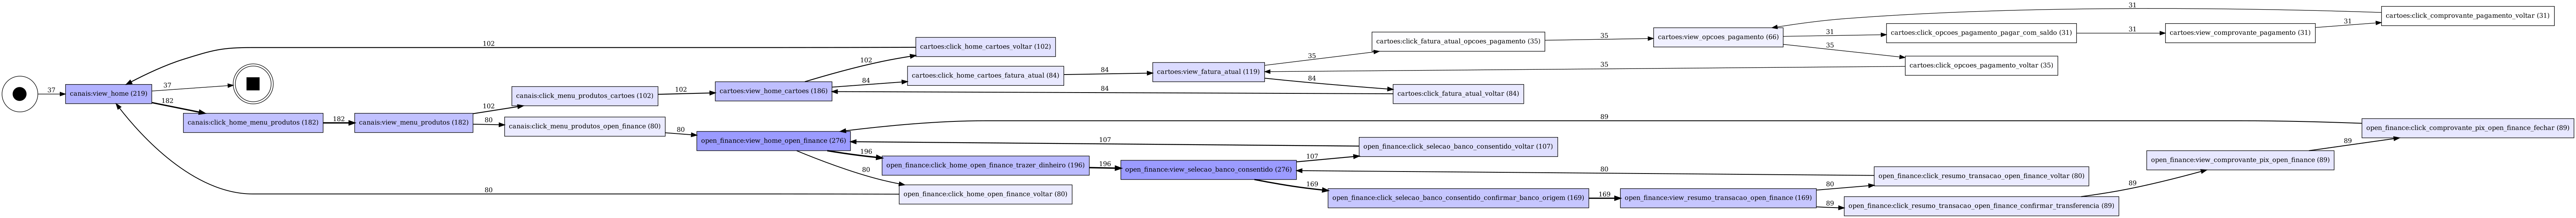 31
cartoes:click_comprovante_pagamento_voltar (31)
31
cartoes:click_opcoes_pagamento_pagar_com_saldo (31)
31
cartoes:view_comprovante_pagamento (31)
31
35
cartoes:view_opcoes_pagamento (66)
35
cartoes:click_fatura_atual_opcoes_pagamento (35)
35
102
cartoes:click_home_cartoes_voltar (102)
102
35
cartoes:click_opcoes_pagamento_voltar (35)
cartoes:click_home_cartoes_fatura_atual (84)
84
cartoes:view_fatura_atual (119)
84
84
37
canais:view_home (219)
37
182
canais:click_menu_produtos_cartoes (102)
102
cartoes:view_home_cartoes (186)
84
cartoes:click_fatura_atual_voltar (84)
102
canais:click_home_menu_produtos (182)
182
canais:view_menu_produtos (182)
80
canais:click_menu_produtos_open_finance (80)
80
89
open_finance:click_comprovante_pix_open_finance_fechar (89)
open_finance:view_home_open_finance (276)
107
open_finance:click_selecao_banco_consentido_voltar (107)
89
196
open_finance:click_home_open_finance_trazer_dinheiro (196)
196
107
open_finance:view_comprovante_pix_open_finance (89)
80
open_finance:view_selecao_banco_consentido (276)
80
open_finance:click_resumo_transacao_open_finance_voltar (80)
89
169
80
80
open_finance:click_home_open_finance_voltar (80)
open_finance:click_selecao_banco_consentido_confirmar_banco_origem (169)
169
open_finance:view_resumo_transacao_open_finance (169)
89
open_finance:click_resumo_transacao_open_finance_confirmar_transferencia (89)